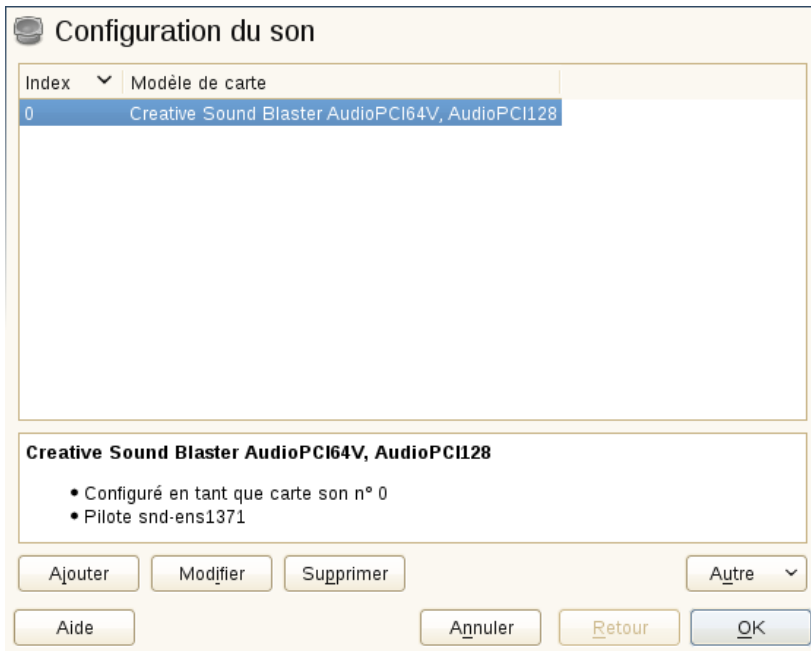 Configuration du son
Index Modèle de carte
0 Creative Sound Blaster AudioPCI64V, AudioPCI128
Creative Sound Blaster AudioPCI64V, AudioPCI128
• Configuré en tant que carte son n° 0
• Pilote snd-ens1371
Ajouter Modifier Supprimer Autre
Aide Annuler Retour OK